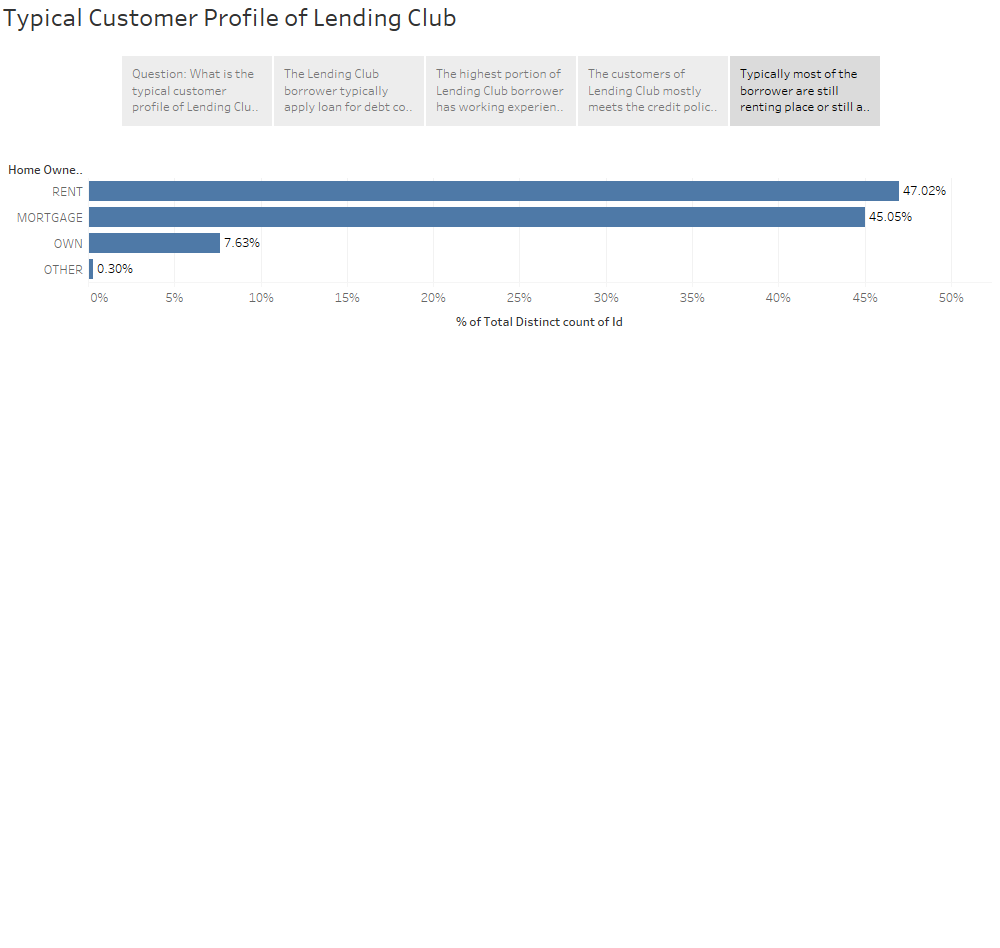 Typical Customer Profile of Lending Club
Question: What is the
typical customer
profile of Lending Clu..
The Lending Club
borrower typically
apply loan for debt co..
The highest portion of
Lending Club borrower
has working experien..
The customers of
Lending Club mostly
meets the credit polic..
Typically most of the
borrower are still
renting place or still a..
Home Owne..
RENT 47.02%
MORTGAGE 45.05%
OWN 7.63%
OTHER 0.30%
0% 5% 10% 15% 20% 25% 30% 35% 40% 45% 50%
% of Total Distinct count of Id